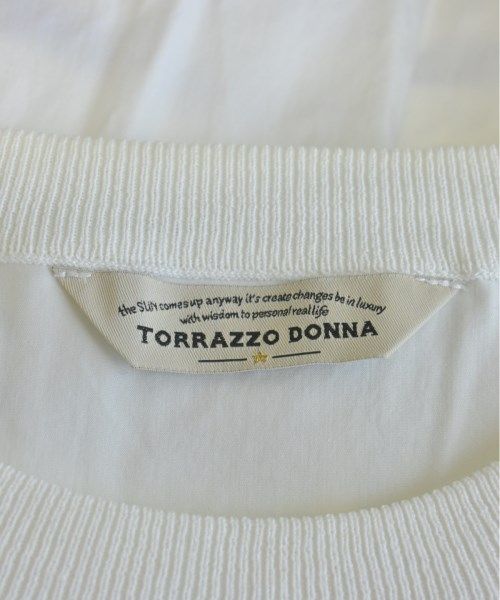 the SUN comes up anyway it's create changes be in luxury
with wisdom to personal real life
TORRAZZO DONNA